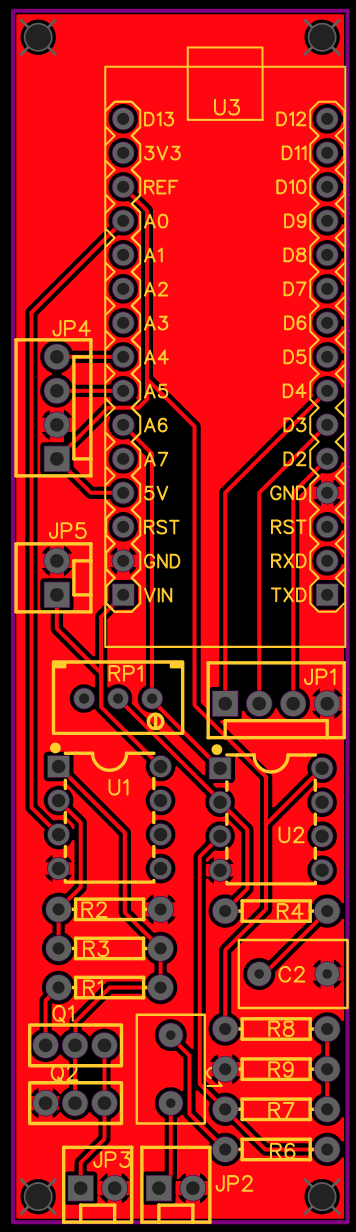 U3
D13 D12
3V3 D11
REF D10
A0 D9
A1 D8
A2 D7
A3 D6
JP4
A4 D5
A5 D4
A6 D3
A7 D2
5V GND
JP5
RST RST
GND RXD
VIN TXD
RP1 JP1
U1
U2
R2 R4
R3
C2
R1
Q1
R8
Q2 R9
R7
R6
JP3
JP2